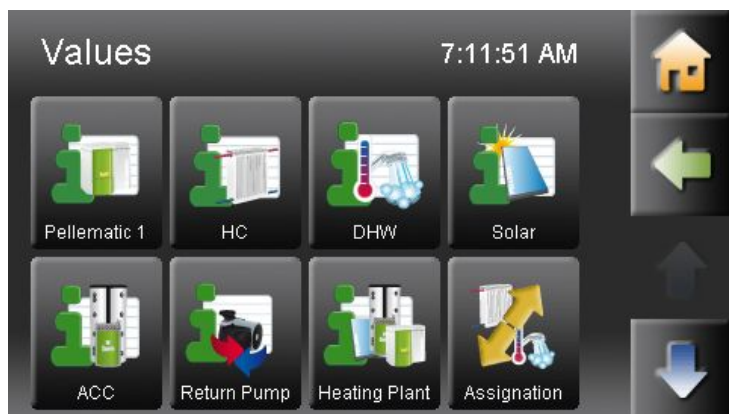 Values
7:11:51 AM
Pellematic 1
HC
DHW
Solar
ACC
Return Pump
Heating Plant
Assignation